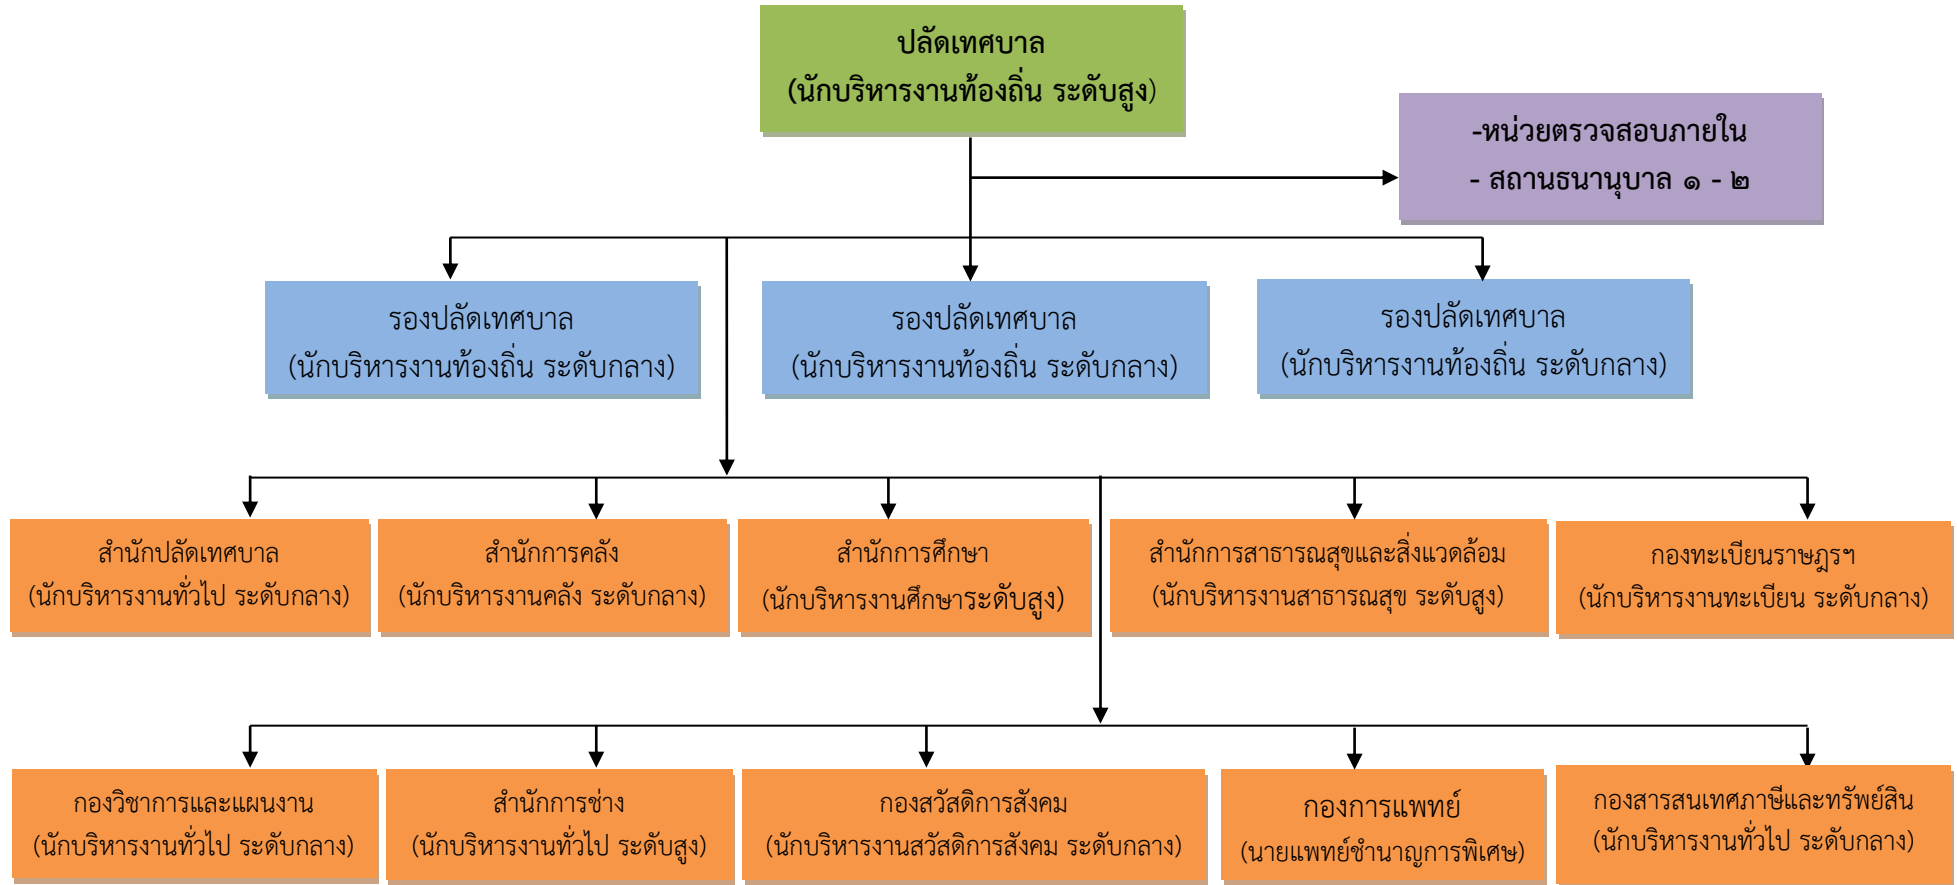 ปลัดเทศบาล
(นักบริหารงานท้องถิ่น ระดับสูง)
-หน่วยตรวจสอบภายใน
- สถานธนานุบาล ๑ - ๒
รองปลัดเทศบาล
(นักบริหารงานท้องถิ่น ระดับกลาง)
รองปลัดเทศบาล
(นักบริหารงานท้องถิ่น ระดับกลาง)
รองปลัดเทศบาล
(นักบริหารงานท้องถิ่น ระดับกลาง)
สำนักปลัดเทศบาล
(นักบริหารงานทั่วไป ระดับกลาง)
สำนักการคลัง
(นักบริหารงานคลัง ระดับกลาง)
สำนักการศึกษา
(นักบริหารงานศึกษาระดับสูง)
สำนักการสาธารณสุขและสิ่งแวดล้อม
(นักบริหารงานสาธารณสุข ระดับสูง)
กองทะเบียนราษฎรฯ
(นักบริหารงานทะเบียน ระดับกลาง)
กองวิชาการและแผนงาน
(นักบริหารงานทั่วไป ระดับกลาง)
สำนักการช่าง
(นักบริหารงานทั่วไป ระดับสูง)
กองสวัสดิการสังคม
(นักบริหารงานสวัสดิการสังคม ระดับกลาง)
กองการแพทย์
(นายแพทย์ชำนาญการพิเศษ)
กองสารสนเทศภาษีและทรัพย์สิน
(นักบริหารงานทั่วไป ระดับกลาง)